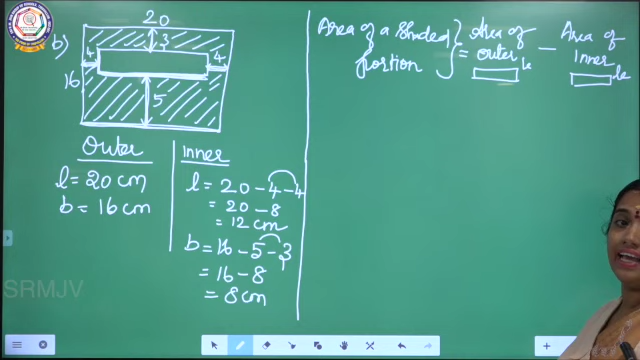 20
b)
3
4
4
16
5
Outer
l = 20 cm
b = 16 cm
inner
l = 20 - 4 - 4
= 20 - 8
= 12 cm
b = 16 - 5 - 3
= 16 - 8
= 8 cm
Area of a Shaded portion } = Area of outer le - Area of inner le
SRMJV